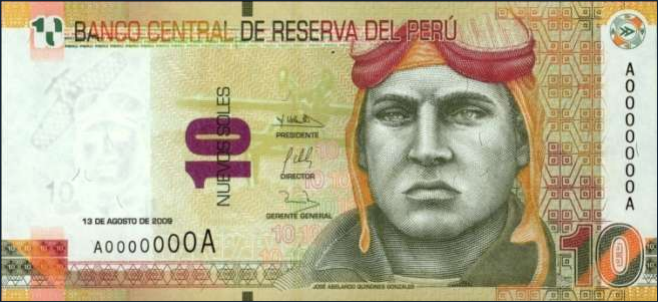 BANCO CENTRAL DE RESERVA DEL PERÚ
10
NUEVOS SOLES
PRESIDENTE
DIRECTOR
GERENTE GENERAL
13 DE AGOSTO DE 2009
A0000000A
A0000000A
10
10
JOSÉ ABELARDO QUIÑONES GONZALES